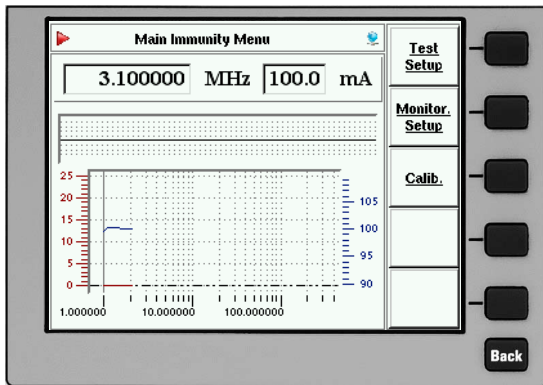 Main Immunity Menu
3.100000 MHz 100.0 mA
Test
Setup
Monitor.
Setup
Calib.
25
20
15
10
5
0
105
100
95
90
1.000000 10.000000 100.000000
Back